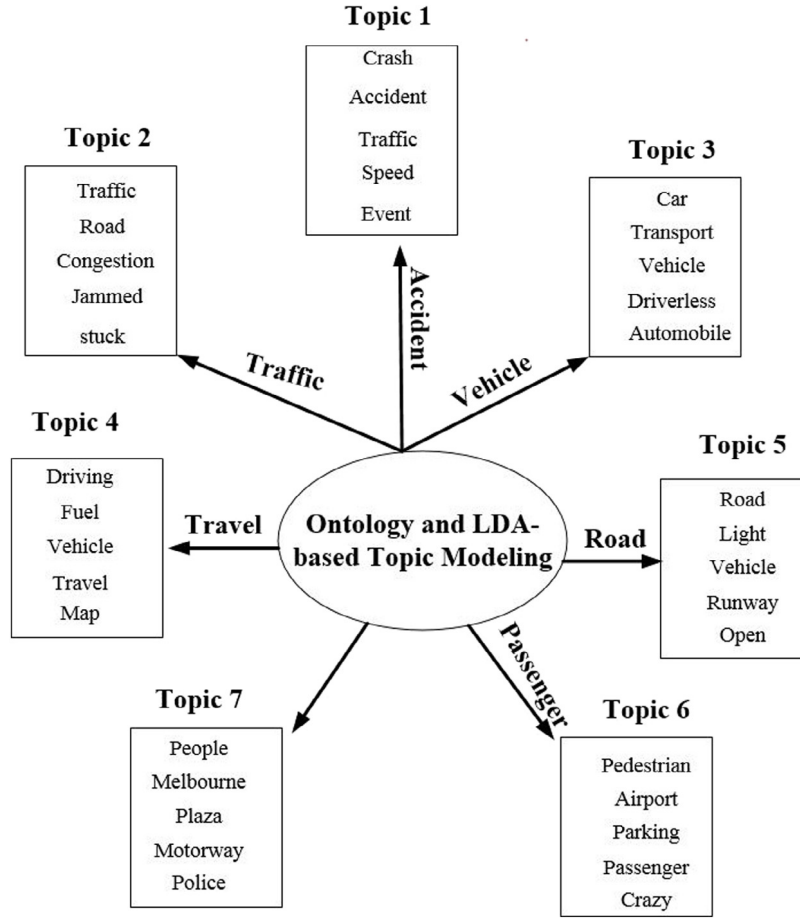 Topic 1
Crash
Accident
Traffic
Speed
Event
Topic 2
Traffic
Road
Congestion
Jammed
stuck
Topic 3
Car
Transport
Vehicle
Driverless
Automobile
Accident
Traffic
Vehicle
Topic 4
Driving
Fuel
Vehicle
Travel
Map
Travel
Ontology and LDA-
based Topic Modeling
Road
Topic 5
Road
Light
Vehicle
Runway
Open
Passenger
Topic 7
People
Melbourne
Plaza
Motorway
Police
Topic 6
Pedestrian
Airport
Parking
Passenger
Crazy